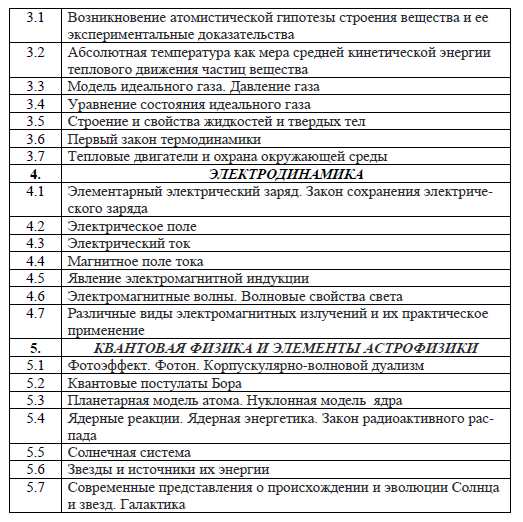 3.1 Возникновение атомистической гипотезы строения вещества и ее
экспериментальные доказательства
3.2 Абсолютная температура как мера средней кинетической энергии
теплового движения частиц вещества
3.3 Модель идеального газа. Давление газа
3.4 Уравнение состояния идеального газа
3.5 Строение и свойства жидкостей и твердых тел
3.6 Первый закон термодинамики
3.7 Тепловые двигатели и охрана окружающей среды
4. ЭЛЕКТРОДИНАМИКА
4.1 Элементарный электрический заряд. Закон сохранения электриче-
ского заряда
4.2 Электрическое поле
4.3 Электрический ток
4.4 Магнитное поле тока
4.5 Явление электромагнитной индукции
4.6 Электромагнитные волны. Волновые свойства света
4.7 Различные виды электромагнитных излучений и их практическое
применение
5. КВАНТОВАЯ ФИЗИКА И ЭЛЕМЕНТЫ АСТРОФИЗИКИ
5.1 Фотоэффект. Фотон. Корпускулярно-волновой дуализм
5.2 Квантовые постулаты Бора
5.3 Планетарная модель атома. Нуклонная модель ядра
5.4 Ядерные реакции. Ядерная энергетика. Закон радиоактивного рас-
пада
5.5 Солнечная система
5.6 Звезды и источники их энергии
5.7 Современные представления о происхождении и эволюции Солнца
и звезд. Галактика